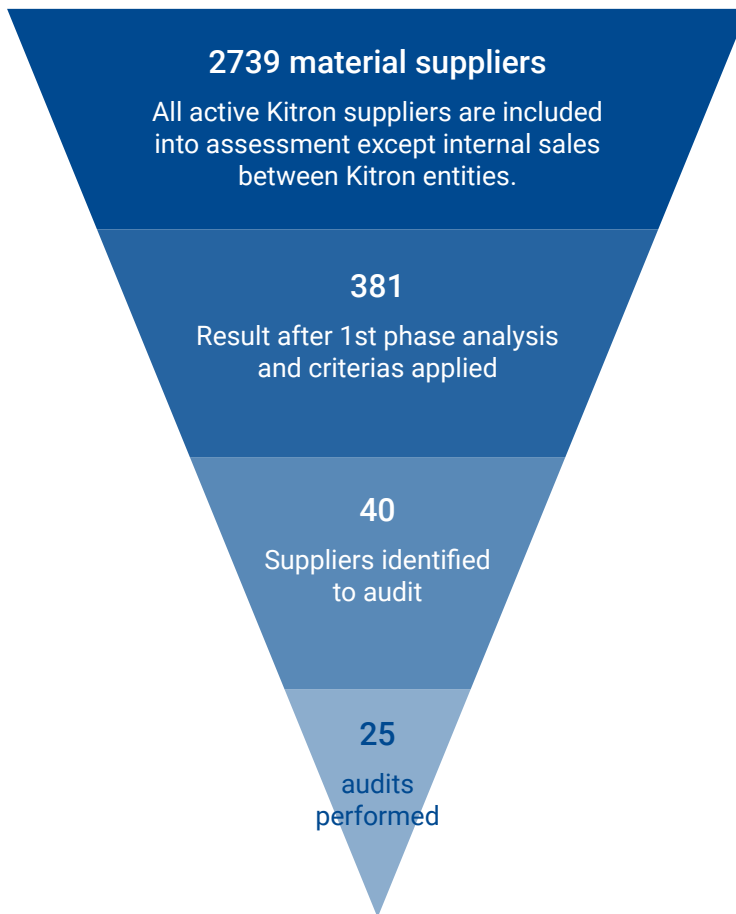 2739 material suppliers
All active Kitron suppliers are included
into assessment except internal sales
between Kitron entities.
381
Result after 1st phase analysis
and criterias applied
40
Suppliers identified
to audit
25
audits
performed